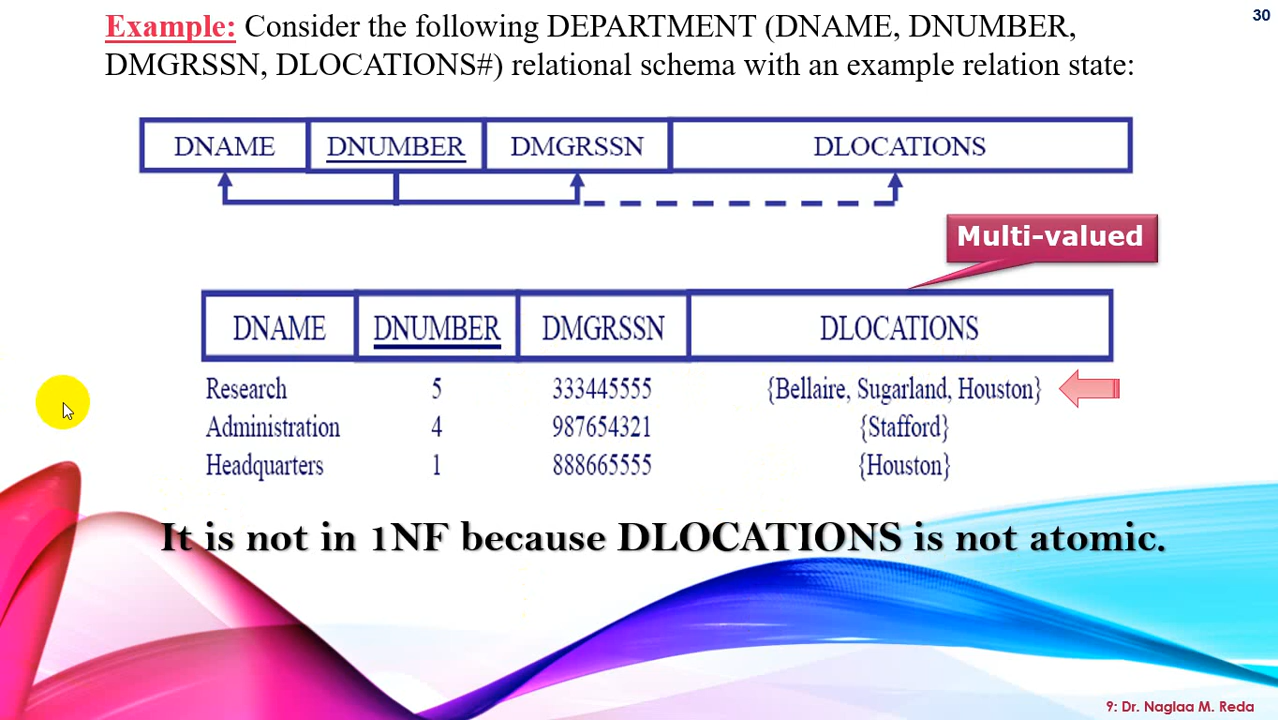 30
Example: Consider the following DEPARTMENT (DNAME, DNUMBER,
DMGRSSN, DLOCATIONS#) relational schema with an example relation state:
DNAME DNUMBER DMGRSSN DLOCATIONS
Multi-valued
DNAME DNUMBER DMGRSSN DLOCATIONS
Research 5 333445555 {Bellaire, Sugarland, Houston}
Administration 4 987654321 {Stafford}
Headquarters 1 888665555 {Houston}
It is not in 1NF because DLOCATIONS is not atomic.
9: Dr. Naglaa M. Reda